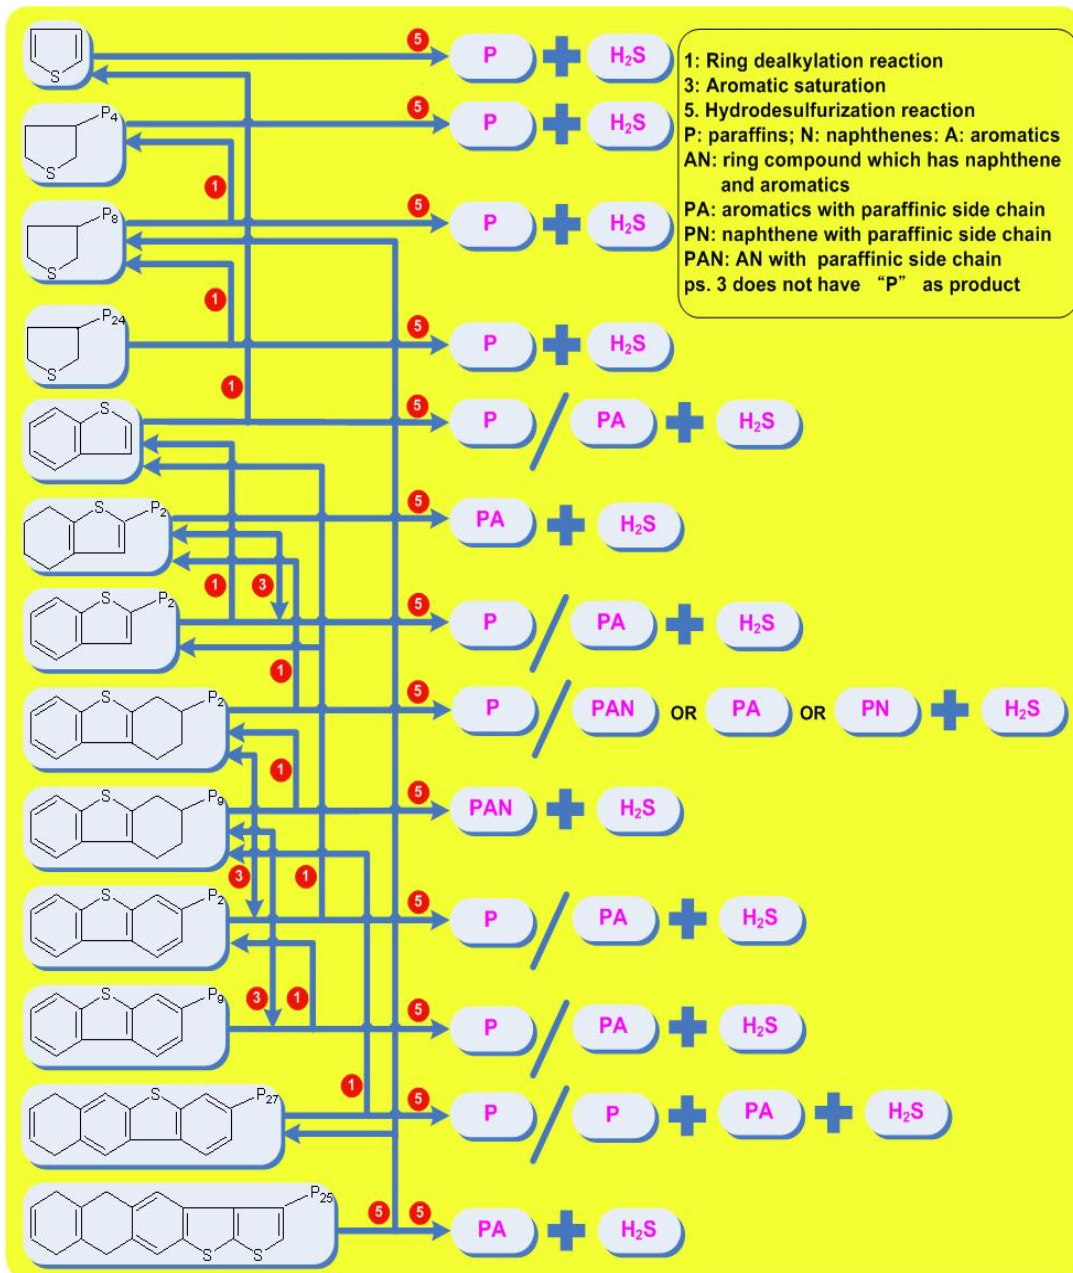 5 P H₂S
S
1: Ring dealkylation reaction
3: Aromatic saturation
5. Hydrodesulfurization reaction
P: paraffins; N: naphthenes: A: aromatics
AN: ring compound which has naphthene
and aromatics
PA: aromatics with paraffinic side chain
PN: naphthene with paraffinic side chain
PAN: AN with paraffinic side chain
ps. 3 does not have “P” as product
P₄ 5 P H₂S
S
1
P₈ 5 P H₂S
S
1
P₂₄ 5 P H₂S
S
1
S 5 P PA H₂S
S P₂ 5 PA H₂S
1 3
S P₂ 5 P PA H₂S
1
S P₂ 5 P PAN OR PA OR PN H₂S
1
S P₉ 5 PAN H₂S
3 1
S P₂ 5 P PA H₂S
S P₉ 3 1 5 P PA H₂S
1
S P₂₇ 5 P P PA H₂S
P₂₅ 5 5 PA H₂S
S S